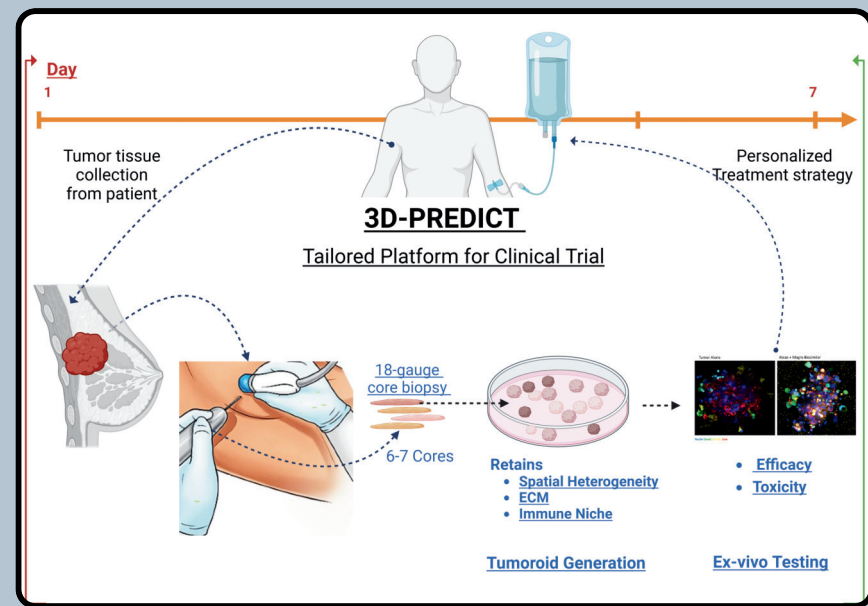 Day
1
7
Tumor tissue
collection
from patient
Personalized
Treatment strategy
3D-PREDICT
Tailored Platform for Clinical Trial
18-gauge
core biopsy
6-7 Cores
Tumor Alone
Retains
• Spatial Heterogeneity
• ECM
• Immune Niche
• Efficacy
• Toxicity
Tumoroid Generation
Ex-vivo Testing